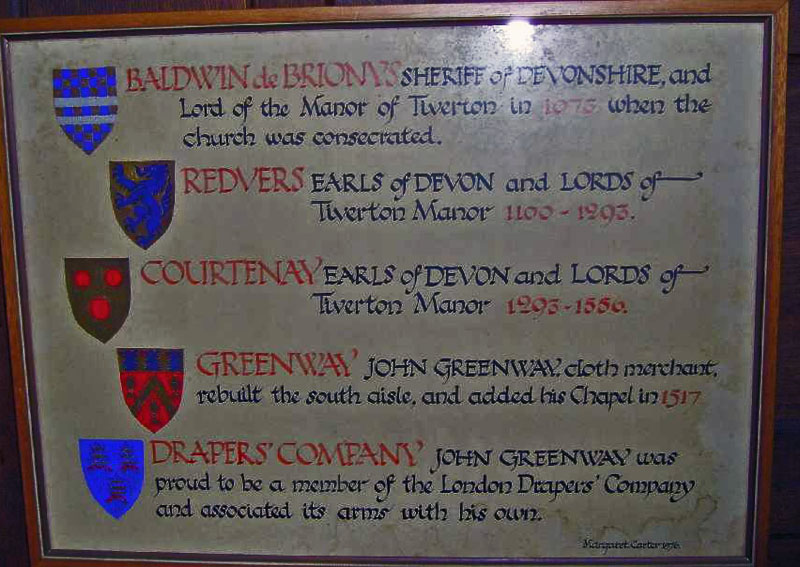 BALDWIN de BRIONYS SHERIFF of DEVONSHIRE, and
Lord of the Manor of Tiverton in 1073 when the
church was consecrated.
REDVERS EARLS of DEVON and LORDS of
Tiverton Manor 1100 - 1293.
COURTENAY EARLS of DEVON and LORDS of
Tiverton Manor 1293 - 1556.
GREENWAY JOHN GREENWAY, cloth merchant,
rebuilt the south aisle, and added his Chapel in 1517
DRAPERS' COMPANY JOHN GREENWAY was
proud to be a member of the London Drapers' Company
and associated its arms with his own.
Margaret Carter 1976.